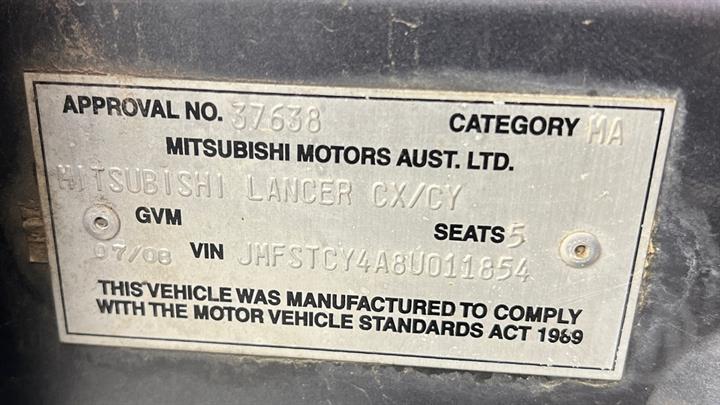 APPROVAL NO. 37638 CATEGORY MA
MITSUBISHI MOTORS AUST. LTD.
MITSUBISHI LANCER CX/CY
GVM SEATS 5
07/08 VIN JMFSTCY4A8U011854
THIS VEHICLE WAS MANUFACTURED TO COMPLY
WITH THE MOTOR VEHICLE STANDARDS ACT 1989